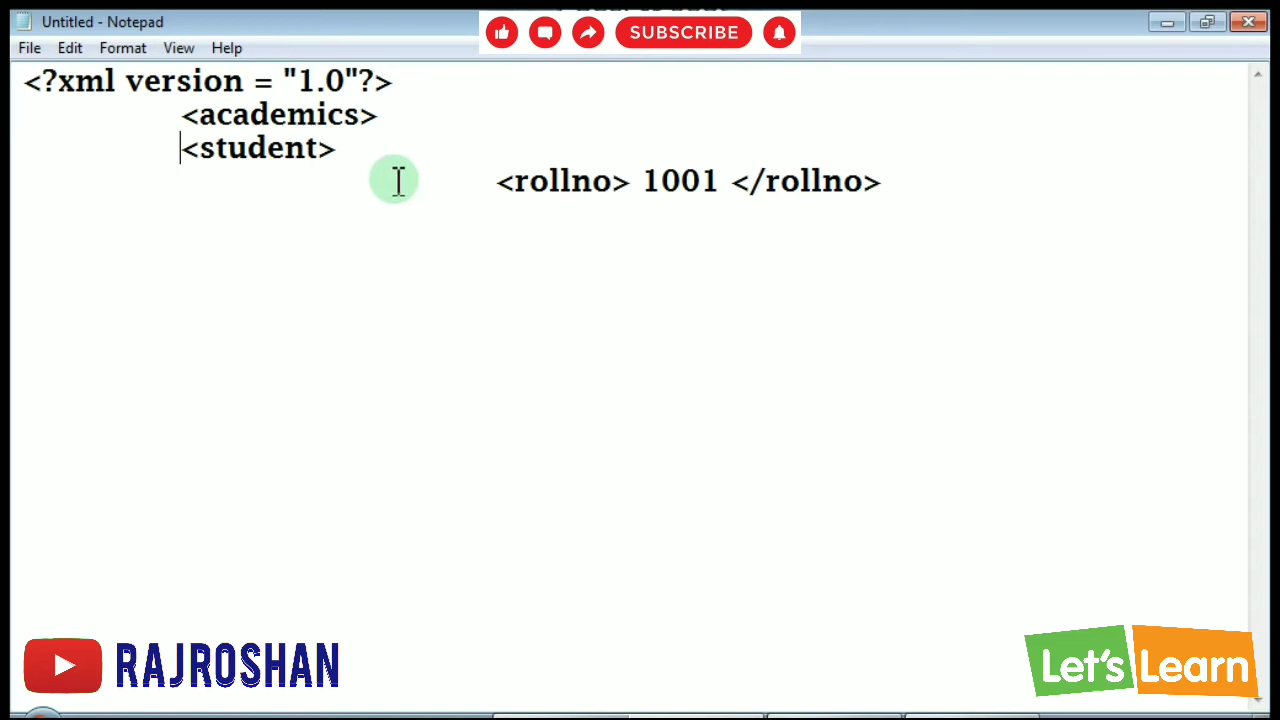 Untitled - Notepad
SUBSCRIBE
File Edit Format View Help
<?xml version = "1.0"?>
<academics>
<student>
<rollno> 1001 </rollno>
RAJROSHAN
Let's Learn